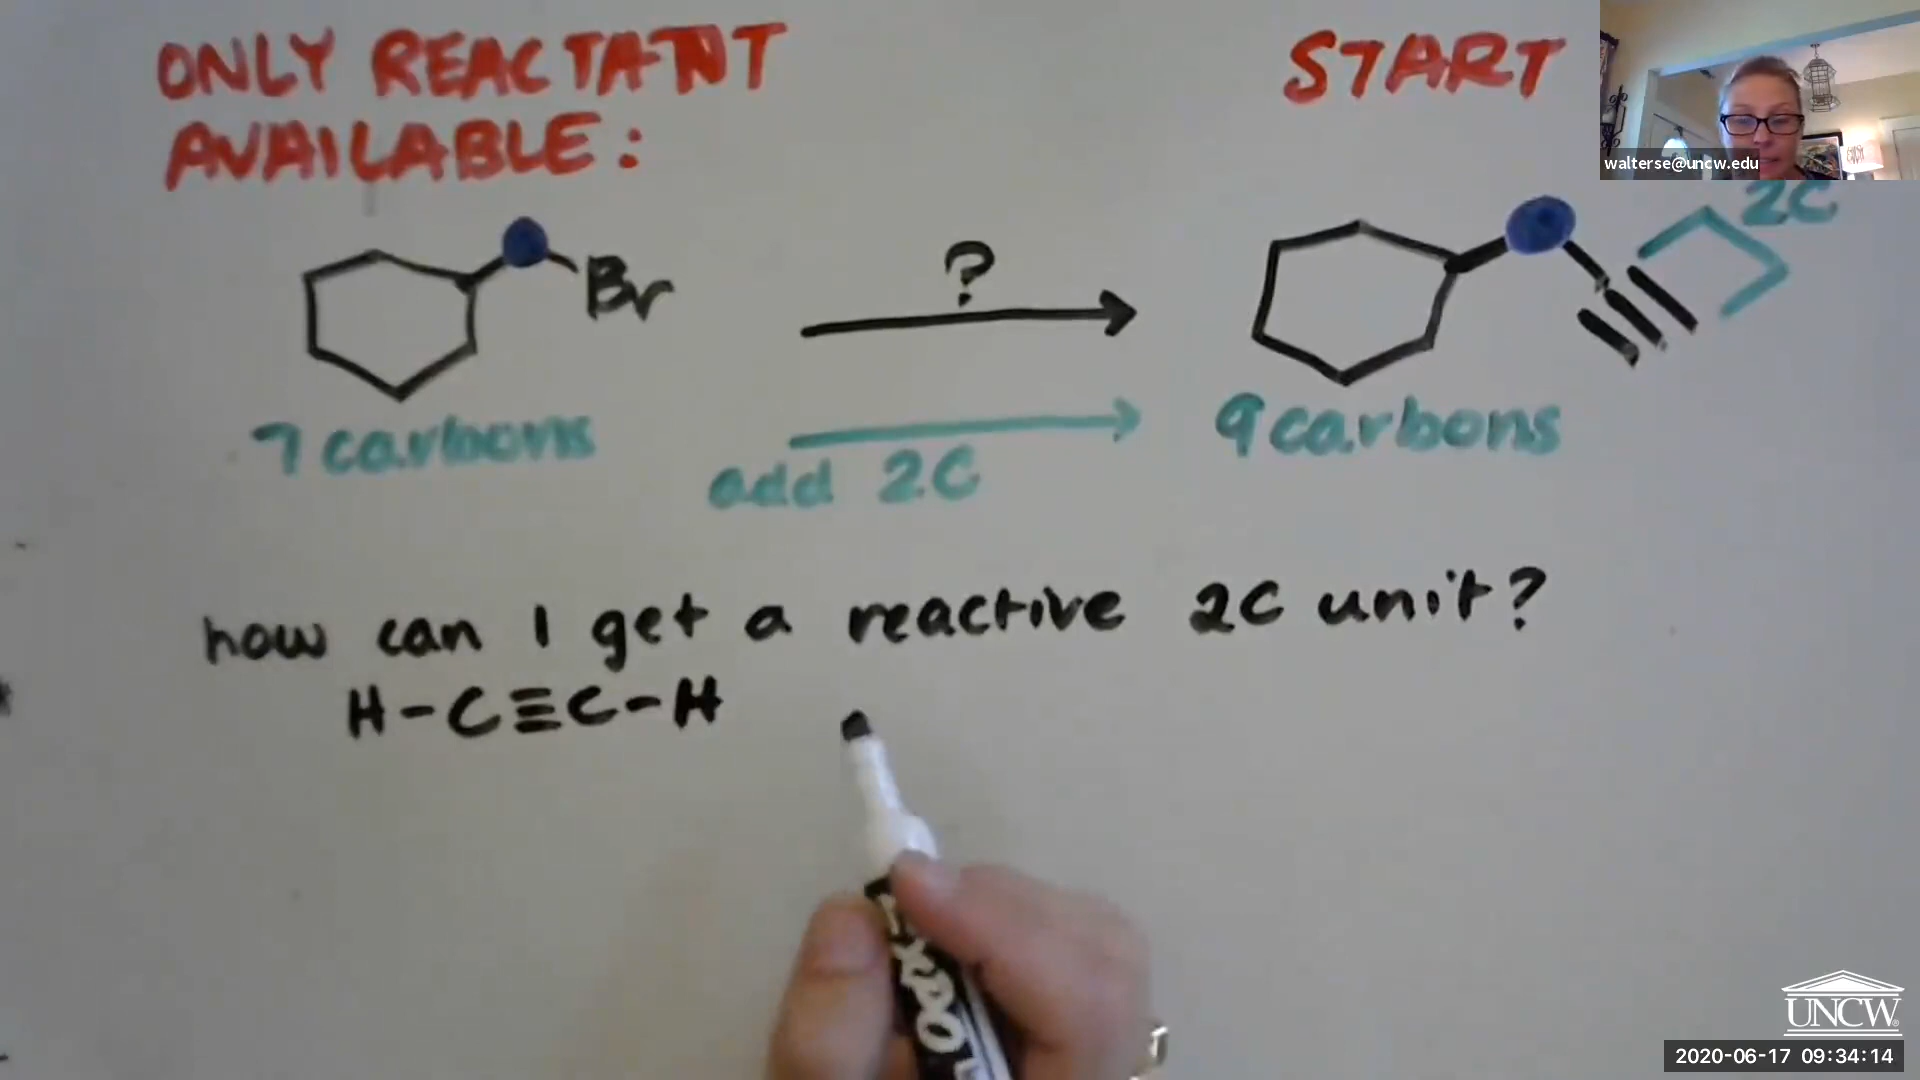 ONLY REACTANT
AVAILABLE:
START
walterse@uncw.edu
2C
Br
?
7 carbons
add 2C
9 carbons
how can I get a reactive 2C unit?
H-C≡C-H
EXPO
UNCW
2020-06-17 09:34:14